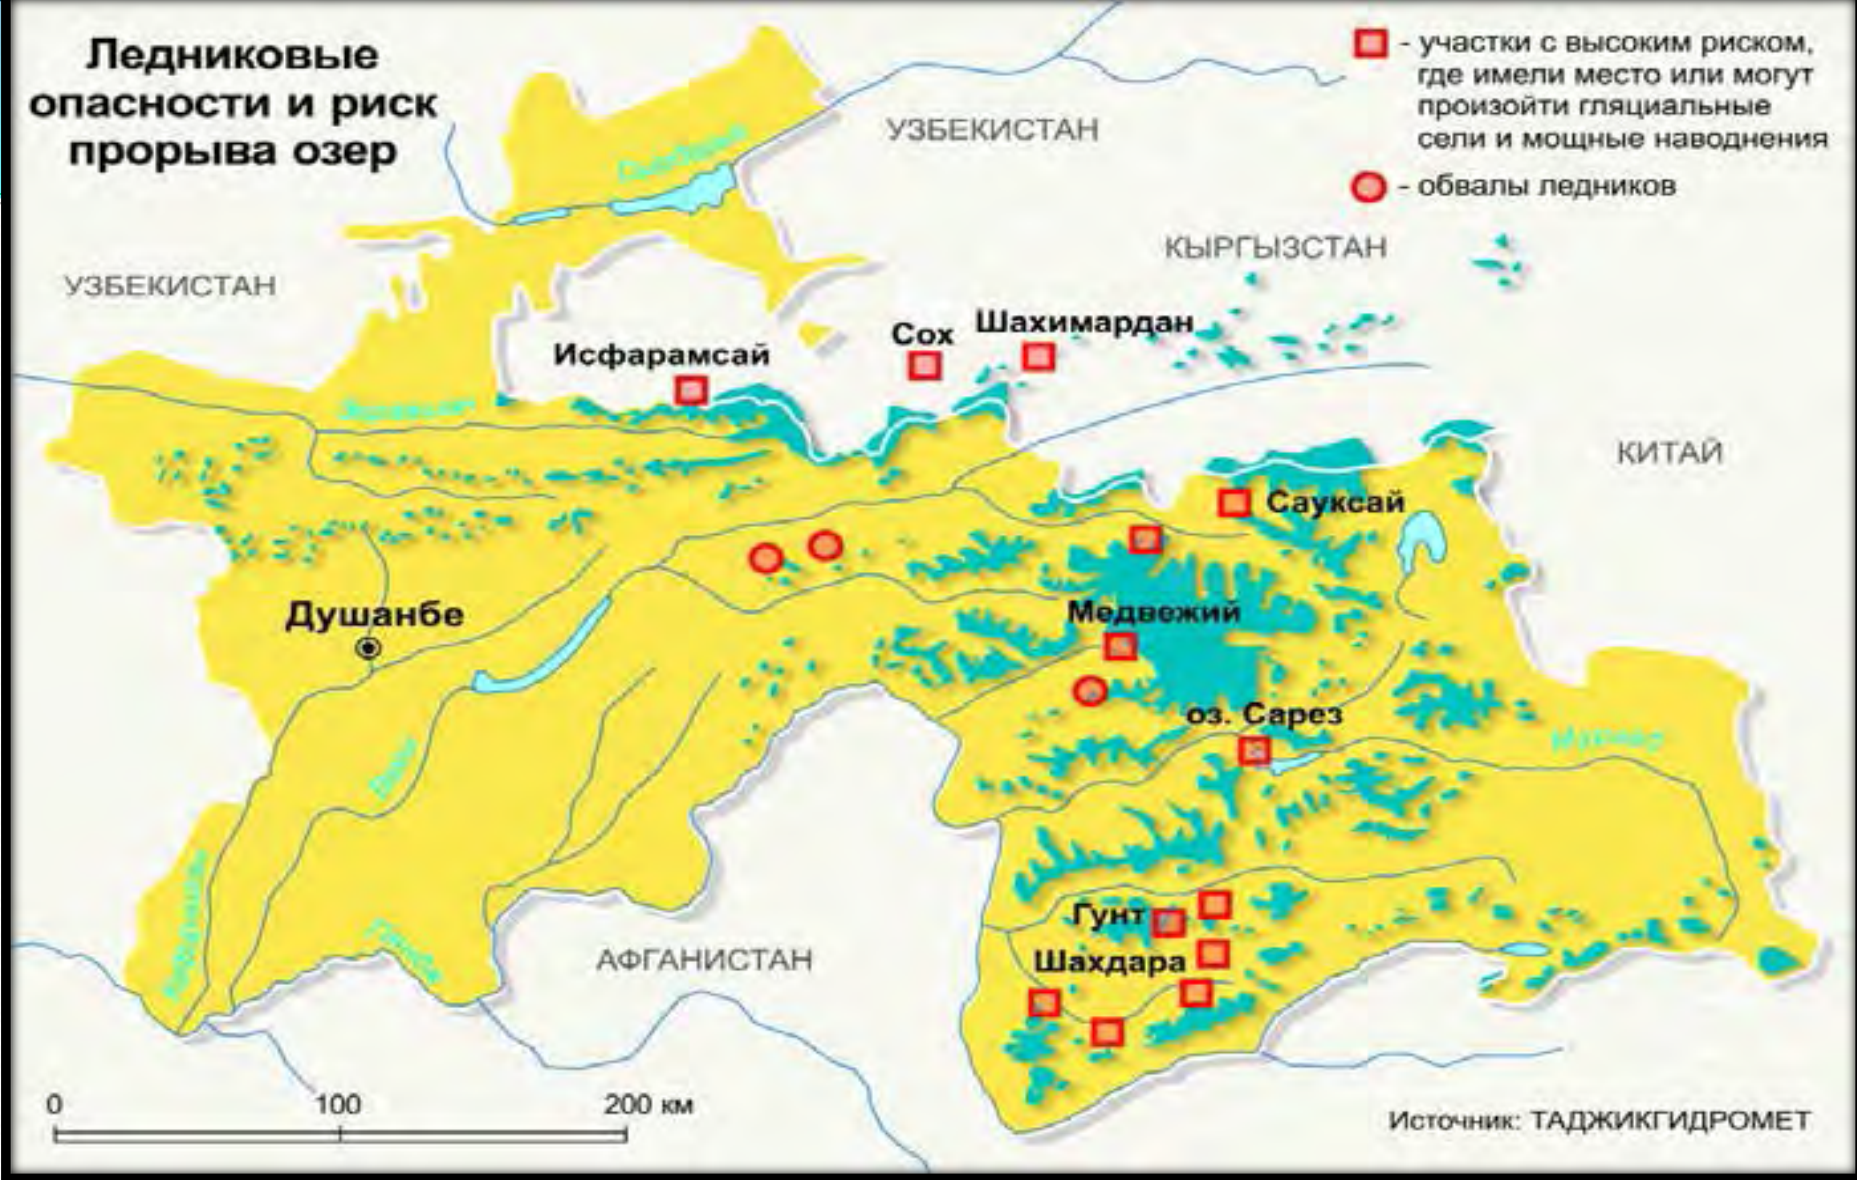 Ледниковые
опасности и риск
прорыва озер
- участки с высоким риском,
где имели место или могут
произойти гляциальные
сели и мощные наводнения
- обвалы ледников
УЗБЕКИСТАН
КЫРГЫЗСТАН
УЗБЕКИСТАН
Шахимардан
Сох
Исфарамсай
КИТАЙ
Сауксай
Душанбе
Медвежий
оз. Сарез
Гунт
Шахдара
АФГАНИСТАН
0 100 200 км
Источник: ТАДЖИКГИДРОМЕТ